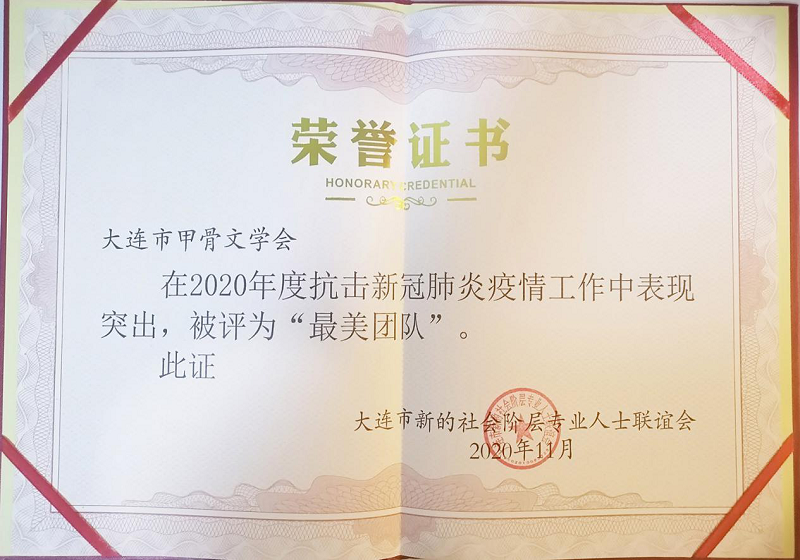 荣誉证书
HONORARY CREDENTIAL
大连市甲骨文学会
在2020年度抗击新冠肺炎疫情工作中表现
突出，被评为“最美团队”。
此证
大连市新的社会阶层专业人士联谊会
2020年11月